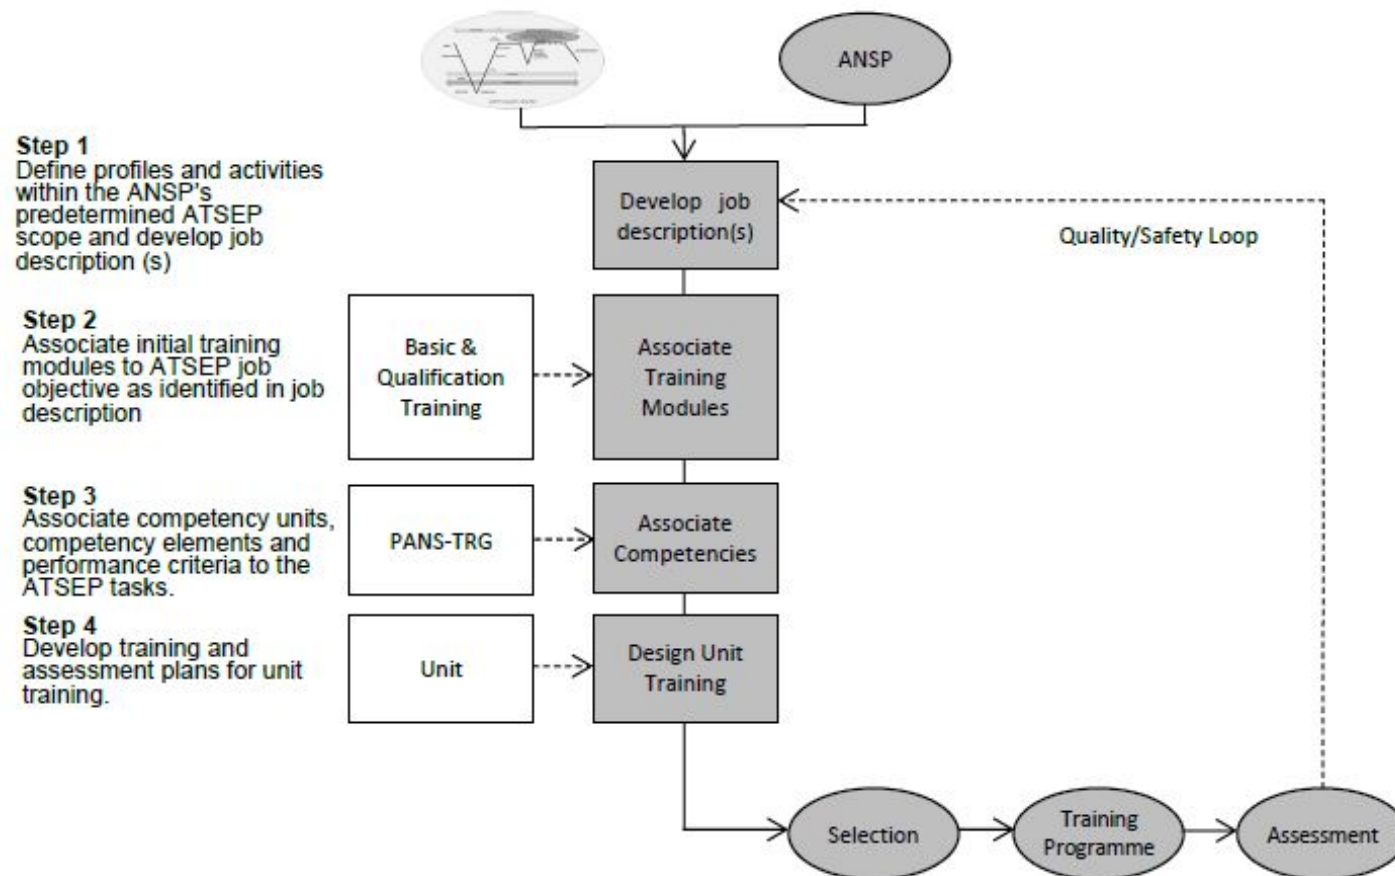 ANSP
Step 1
Define profiles and activities
within the ANSP's
predetermined ATSEP
scope and develop job
description (s)
Develop job
description(s)
Quality/Safety Loop
Step 2
Associate initial training
modules to ATSEP job
objective as identified in job
description
Basic &
Qualification
Training
Associate
Training
Modules
Step 3
Associate competency units,
competency elements and
performance criteria to the
ATSEP tasks.
PANS-TRG
Associate
Competencies
Step 4
Develop training and
assessment plans for unit
training.
Unit
Design Unit
Training
Selection
Training
Programme
Assessment